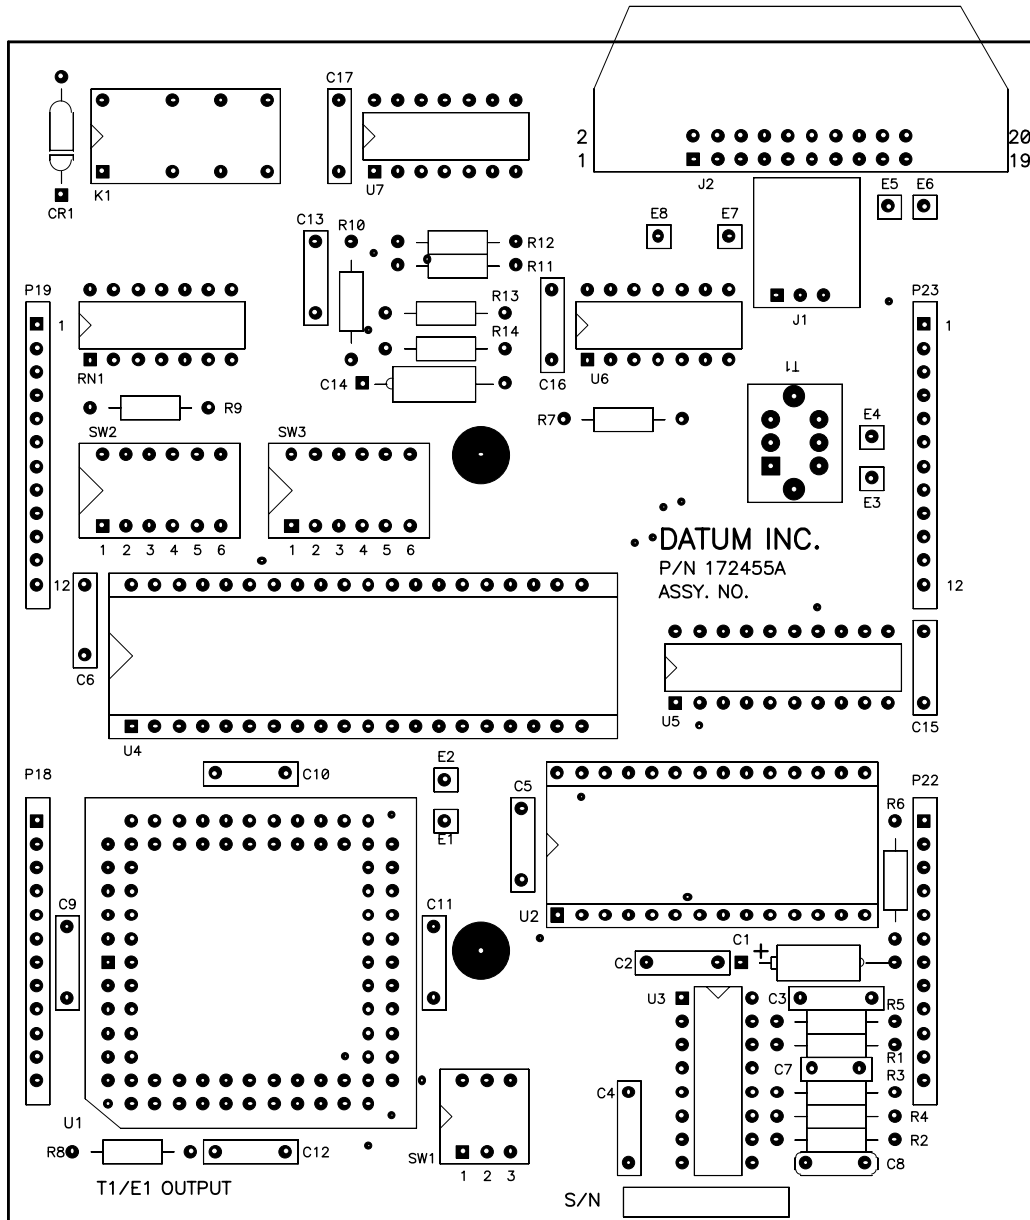 C17
2 20
1 19
K1
U7
J2
CR1
E5 E6
C13 R10
E8 E7
R12
R11
P19
P23
R13
1
1
R14
J1
RN1
C14
C16
U6
T1
R9
R7
E4
SW2
SW3
E3
1 2 3 4 5 6
1 2 3 4 5 6
DATUM INC.
P/N 172455A
ASSY. NO.
12
12
C6
U5
C15
U4
E2
P18
C10
C5
P22
R6
E1
C9
C11
U2
C1 +
C2
U3
C3
R5
R1
C7
R3
C4
U1
R4
R8
C12
SW1
R2
C8
1 2 3
T1/E1 OUTPUT
S/N